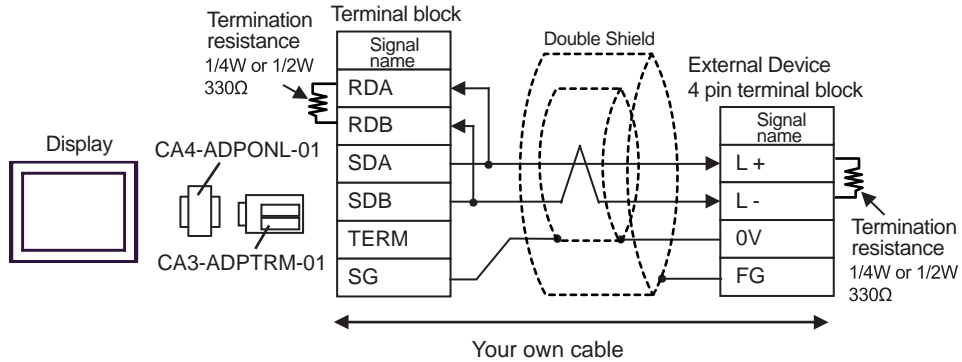 Display
CA4-ADPONL-01
CA3-ADPTRM-01
Termination
resistance
1/4W or 1/2W
330Ω
Terminal block
Signal
name
RDA
RDB
SDA
SDB
TERM
SG
Double Shield
External Device
4 pin terminal block
Signal
name
L +
L -
0V
FG
Termination
resistance
1/4W or 1/2W
330Ω
Your own cable